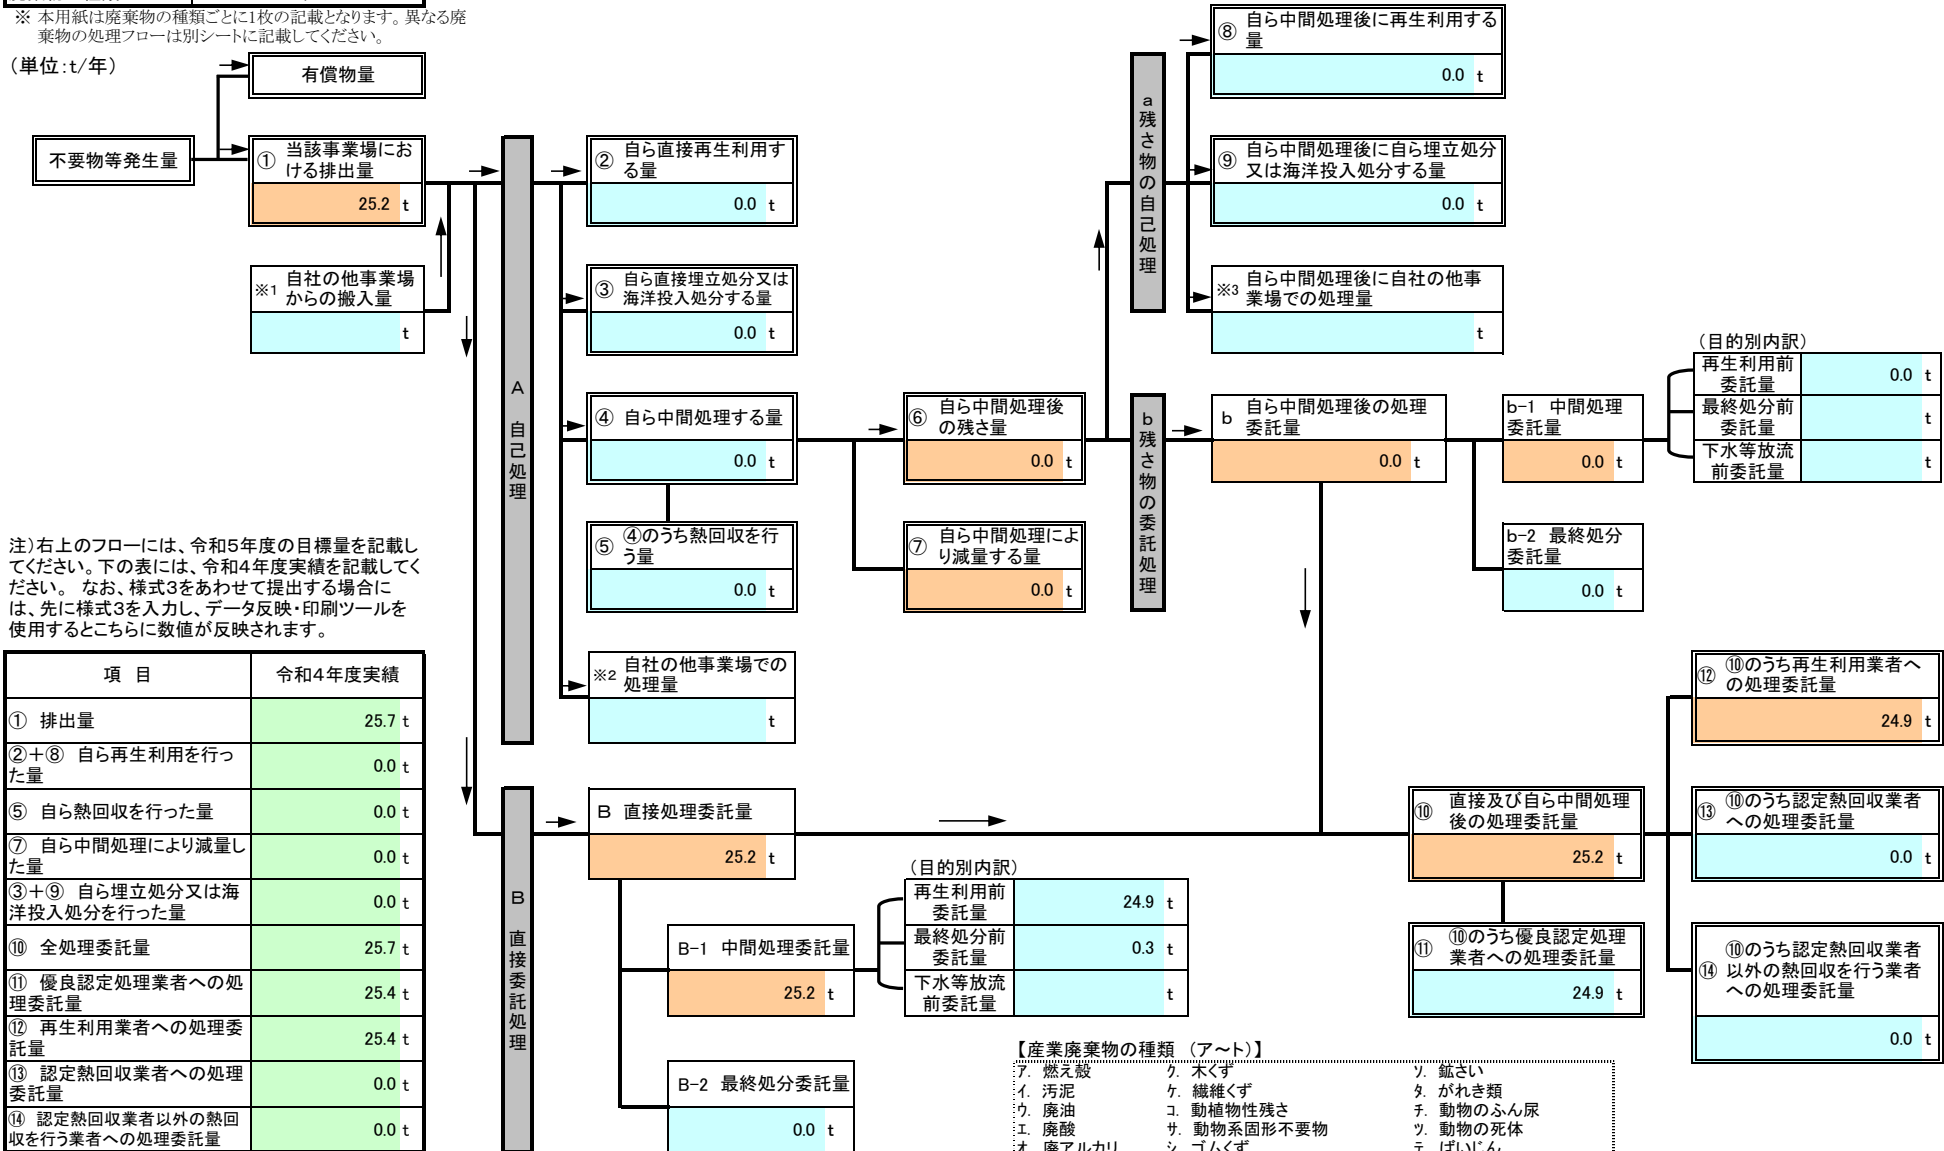 ※ 本用紙は廃棄物の種類ごとに1枚の記載となります。異なる廃
棄物の処理フローは別シートに記載してください。
（単位：t/年）
有償物量
不要物等発生量
① 当該事業場にお
ける排出量
25.2 t
※1 自社の他事業場
からの搬入量
t
A 自己処理
② 自ら直接再生利用す
る量
0.0 t
③ 自ら直接埋立処分又は
海洋投入処分する量
0.0 t
④ 自ら中間処理する量
0.0 t
⑤ ④のうち熱回収を行
う量
0.0 t
※2 自社の他事業場での
処理量
t
⑥ 自ら中間処理後
の残さ量
0.0 t
⑦ 自ら中間処理によ
り減量する量
0.0 t
a 残さ物の自己処理
⑧ 自ら中間処理後に再生利用する
量
0.0 t
⑨ 自ら中間処理後に自ら埋立処分
又は海洋投入処分する量
0.0 t
※3 自ら中間処理後に自社の他事
業場での処理量
t
b 残さ物の委託処理
b 自ら中間処理後の処理
委託量
0.0 t
b-1 中間処理
委託量
0.0 t
b-2 最終処分
委託量
0.0 t
（目的別内訳）
再生利用前
委託量
0.0 t
最終処分前
委託量
t
下水等放流
前委託量
t
注）右上のフローには、令和5年度の目標量を記載し
てください。下の表には、令和4年度実績を記載してく
ださい。 なお、様式3をあわせて提出する場合に
は、先に様式3を入力し、データ反映・印刷ツールを
使用するとこちらに数値が反映されます。
項 目 令和4年度実績
① 排出量 25.7 t
②＋⑧ 自ら再生利用を行っ
た量 0.0 t
⑤ 自ら熱回収を行った量 0.0 t
⑦ 自ら中間処理により減量し
た量 0.0 t
③＋⑨ 自ら埋立処分又は海
洋投入処分を行った量 0.0 t
⑩ 全処理委託量 25.7 t
⑪ 優良認定処理業者への処
理委託量 25.4 t
⑫ 再生利用業者への処理委
託量 25.4 t
⑬ 認定熱回収業者への処理
委託量 0.0 t
⑭ 認定熱回収業者以外の熱回
収を行う業者への処理委託量 0.0 t
B 直接委託処理
B 直接処理委託量
25.2 t
B-1 中間処理委託量
25.2 t
B-2 最終処分委託量
0.0 t
（目的別内訳）
再生利用前
委託量
24.9 t
最終処分前
委託量
0.3 t
下水等放流
前委託量
t
⑩ 直接及び自ら中間処理
後の処理委託量
25.2 t
⑪ ⑩のうち優良認定処理
業者への処理委託量
24.9 t
⑫ ⑩のうち再生利用業者へ
の処理委託量
24.9 t
⑬ ⑩のうち認定熱回収業者
への処理委託量
0.0 t
⑭ ⑩のうち認定熱回収業者
以外の熱回収を行う業者
への処理委託量
0.0 t
【産業廃棄物の種類 （ア～ト）】
ア. 燃え殻 ク. 木くず ソ. 鉱さい
イ. 汚泥 ケ. 繊維くず タ. がれき類
ウ. 廃油 コ. 動植物性残さ チ. 動物のふん尿
エ. 廃酸 サ. 動物系固形不要物 ツ. 動物の死体
オ. 廃アルカリ シ. ゴムくず テ. ばいじん